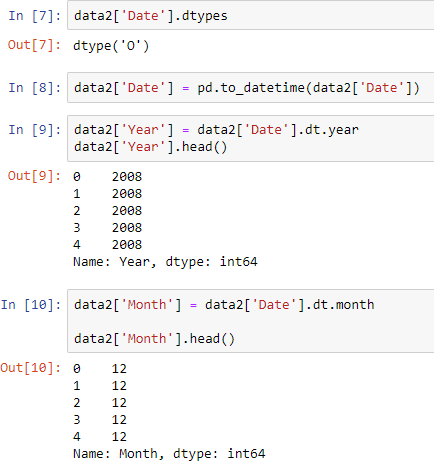 In [7]: data2['Date'].dtypes
Out[7]: dtype('O')
In [8]: data2['Date'] = pd.to_datetime(data2['Date'])
In [9]: data2['Year'] = data2['Date'].dt.year
data2['Year'].head()
Out[9]: 0 2008
1 2008
2 2008
3 2008
4 2008
Name: Year, dtype: int64
In [10]: data2['Month'] = data2['Date'].dt.month
data2['Month'].head()
Out[10]: 0 12
1 12
2 12
3 12
4 12
Name: Month, dtype: int64